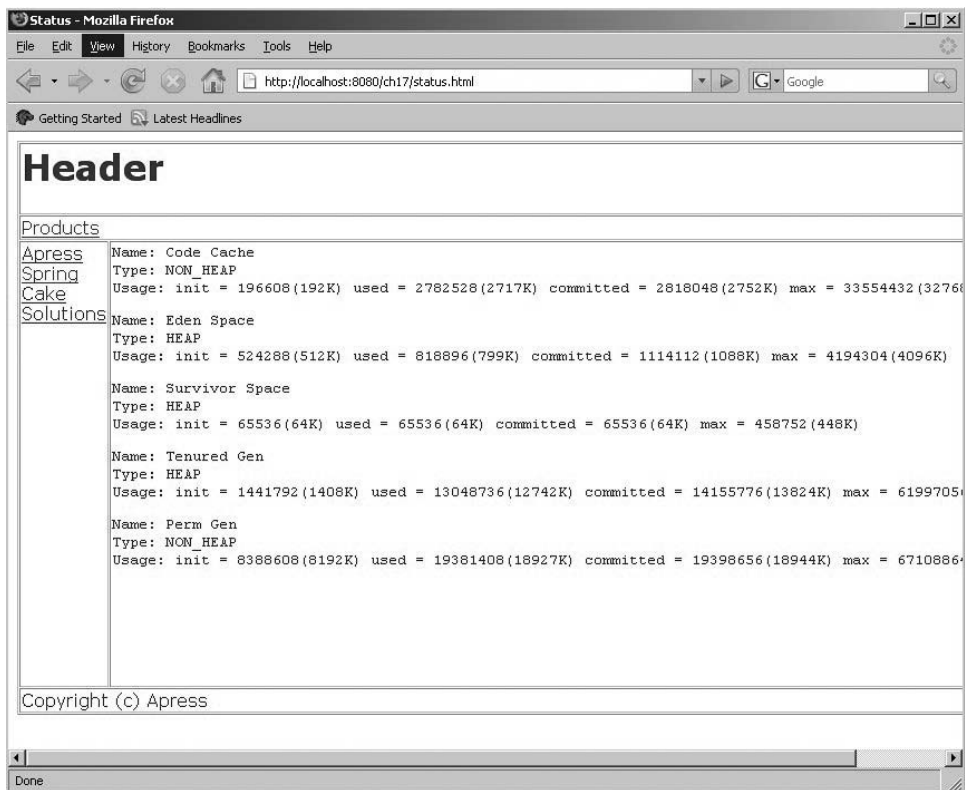 Status - Mozilla Firefox
File Edit View History Bookmarks Tools Help
http://localhost:8080/ch17/status.html
G Google
Getting Started Latest Headlines
Header
Products
Apress
Spring
Cake
Solutions
Name: Code Cache
Type: NON_HEAP
Usage: init = 196608(192K) used = 2782528(2717K) committed = 2818048(2752K) max = 33554432(32768
Name: Eden Space
Type: HEAP
Usage: init = 524288(512K) used = 818896(799K) committed = 1114112(1088K) max = 4194304(4096K)
Name: Survivor Space
Type: HEAP
Usage: init = 65536(64K) used = 65536(64K) committed = 65536(64K) max = 458752(448K)
Name: Tenured Gen
Type: HEAP
Usage: init = 1441792(1408K) used = 13048736(12742K) committed = 14155776(13824K) max =
Name: Perm Gen
Type: NON_HEAP
Usage: init = 8388608(8192K) used = 19381408(18927K) committed = 19398656(18944K) max =
Copyright (c) Apress
Done